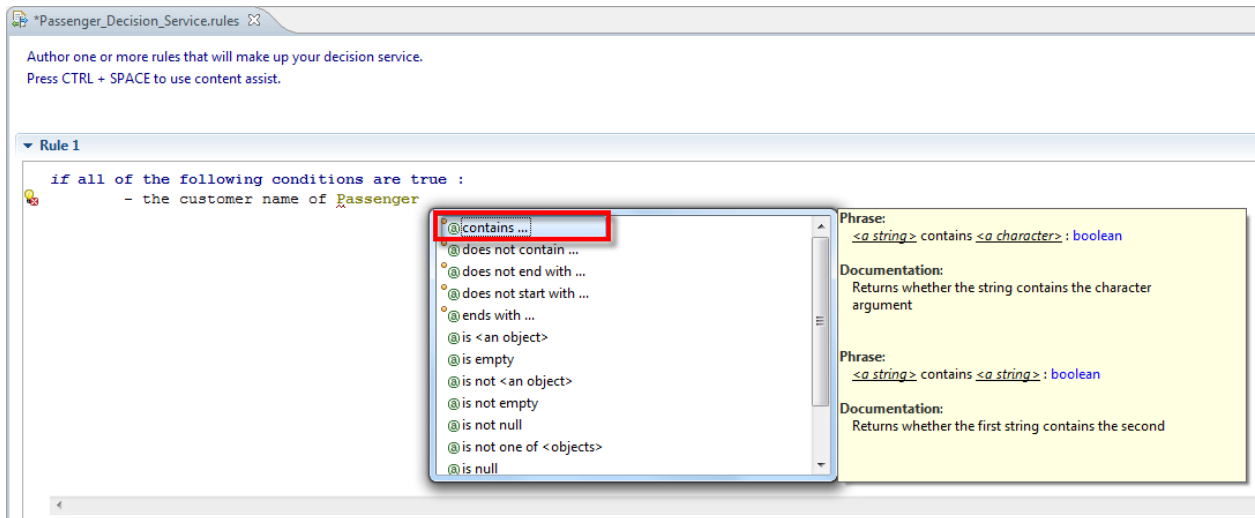 *Passenger_Decision_Service.rules
Author one or more rules that will make up your decision service.
Press CTRL + SPACE to use content assist.
Rule 1
if all of the following conditions are true :
- the customer name of Passenger
contains ...
does not contain ...
does not end with ...
does not start with ...
ends with ...
is <an object>
is empty
is not <an object>
is not empty
is not null
is not one of <objects>
is null
Phrase:
<a string> contains <a character> : boolean
Documentation:
Returns whether the string contains the character
argument
Phrase:
<a string> contains <a string> : boolean
Documentation:
Returns whether the first string contains the second